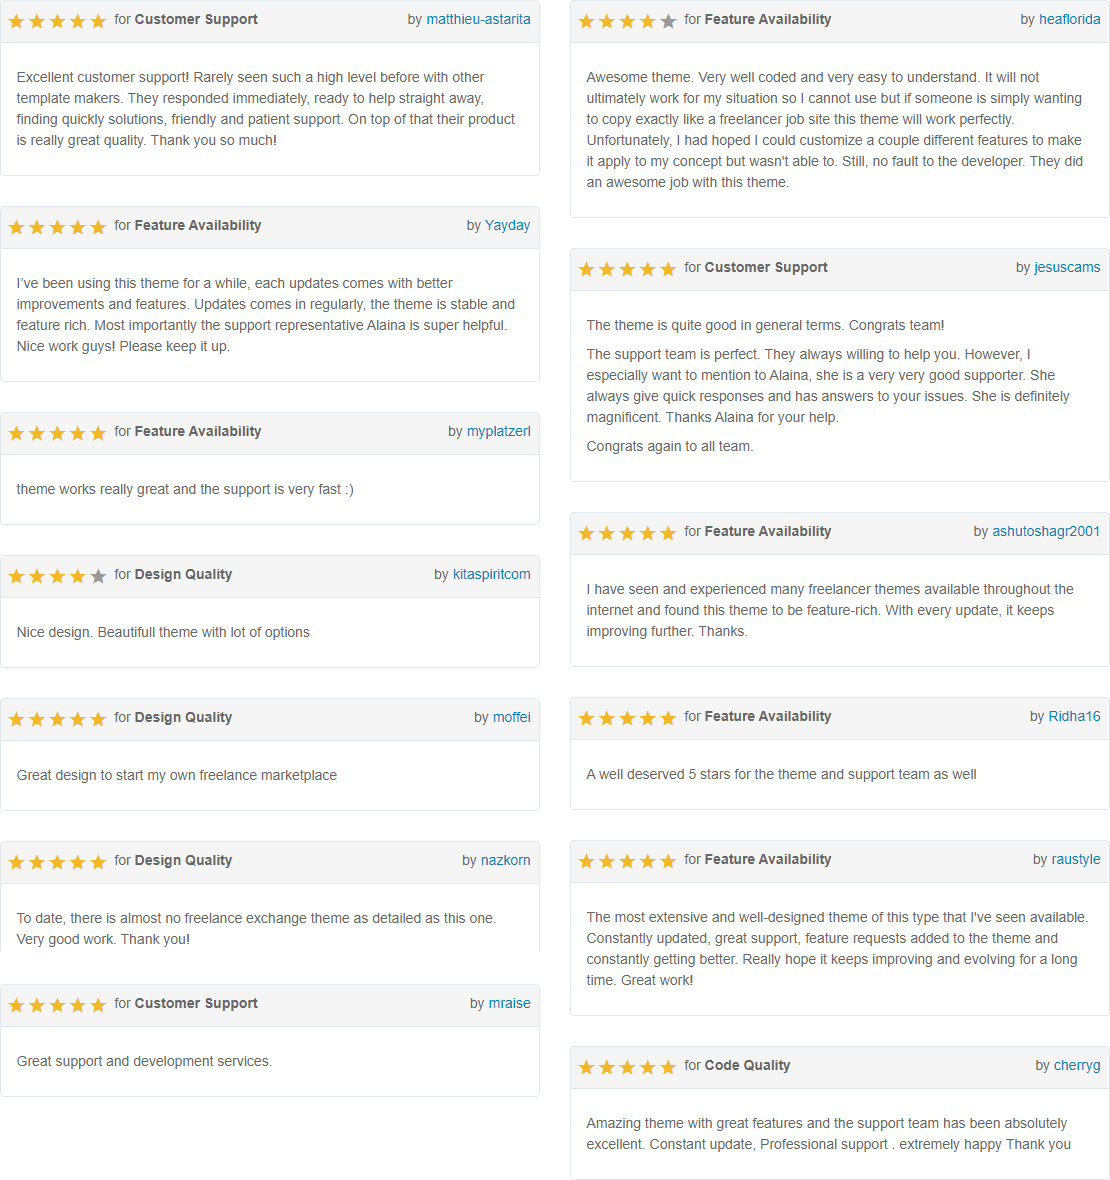 for Customer Support by matthieu-astarita
Excellent customer support! Rarely seen such a high level before with other
template makers. They responded immediately, ready to help straight away,
finding quickly solutions, friendly and patient support. On top of that their product
is really great quality. Thank you so much!
for Feature Availability by Yayday
I’ve been using this theme for a while, each updates comes with better
improvements and features. Updates comes in regularly, the theme is stable and
feature rich. Most importantly the support representative Alaina is super helpful.
Nice work guys! Please keep it up.
for Feature Availability by myplatzerl
theme works really great and the support is very fast :)
for Design Quality by kitaspiritcom
Nice design. Beautifull theme with lot of options
for Design Quality by moffei
Great design to start my own freelance marketplace
for Design Quality by nazkorn
To date, there is almost no freelance exchange theme as detailed as this one.
Very good work. Thank you!
for Customer Support by mraise
Great support and development services.
for Feature Availability by heaflorida
Awesome theme. Very well coded and very easy to understand. It will not
ultimately work for my situation so I cannot use but if someone is simply wanting
to copy exactly like a freelancer job site this theme will work perfectly.
Unfortunately, I had hoped I could customize a couple different features to make
it apply to my concept but wasn't able to. Still, no fault to the developer. They did
an awesome job with this theme.
for Customer Support by jesuscams
The theme is quite good in general terms. Congrats team!
The support team is perfect. They always willing to help you. However, I
especially want to mention to Alaina, she is a very very good supporter. She
always give quick responses and has answers to your issues. She is definitely
magnificent. Thanks Alaina for your help.
Congrats again to all team.
for Feature Availability by ashutoshagr2001
I have seen and experienced many freelancer themes available throughout the
internet and found this theme to be feature-rich. With every update, it keeps
improving further. Thanks.
for Feature Availability by Ridha16
A well deserved 5 stars for the theme and support team as well
for Feature Availability by raustyle
The most extensive and well-designed theme of this type that I've seen available.
Constantly updated, great support, feature requests added to the theme and
constantly getting better. Really hope it keeps improving and evolving for a long
time. Great work!
for Code Quality by cherryg
Amazing theme with great features and the support team has been absolutely
excellent. Constant update, Professional support . extremely happy Thank you